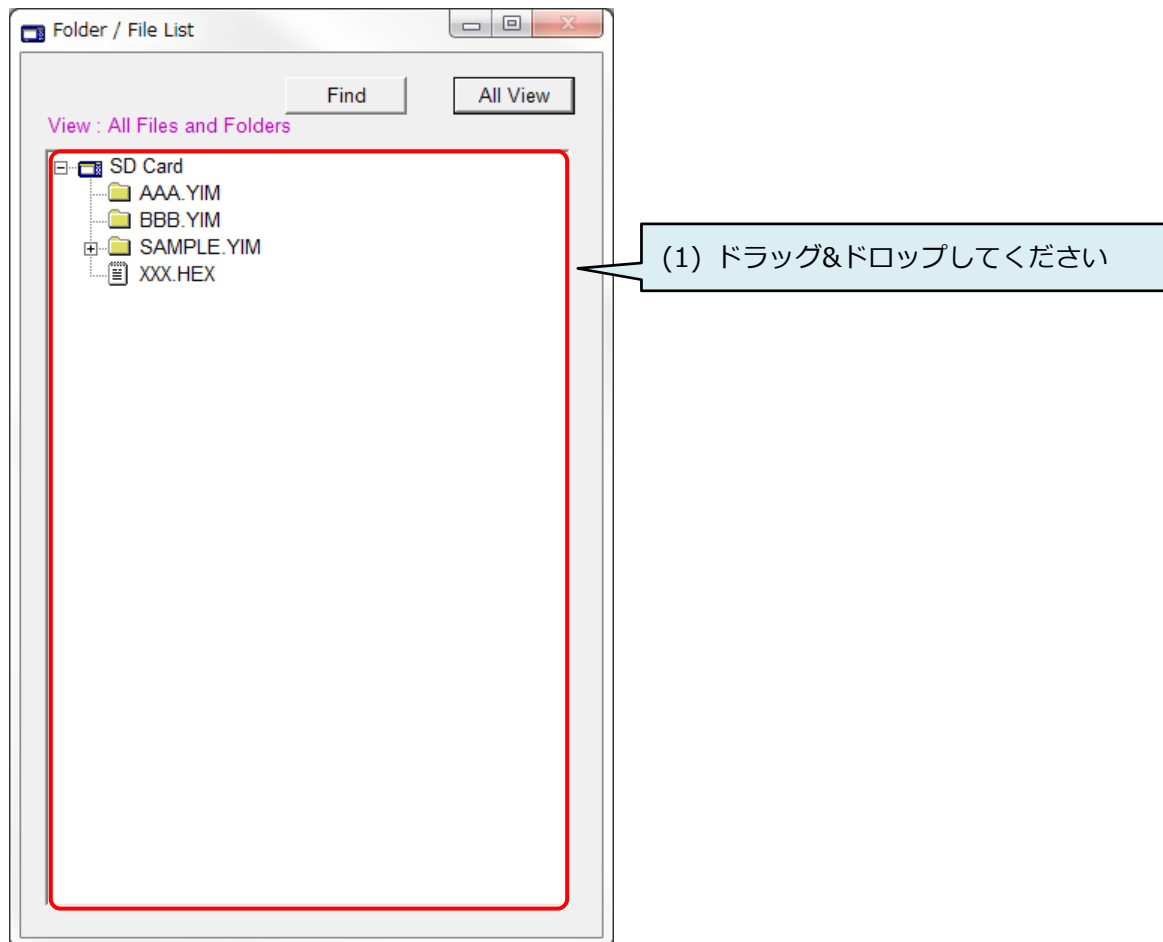 Folder / File List
Find
All View
View : All Files and Folders
SD Card
AAA.YIM
BBB.YIM
SAMPLE.YIM
XXX.HEX
(1) ドラッグ&ドロップしてください